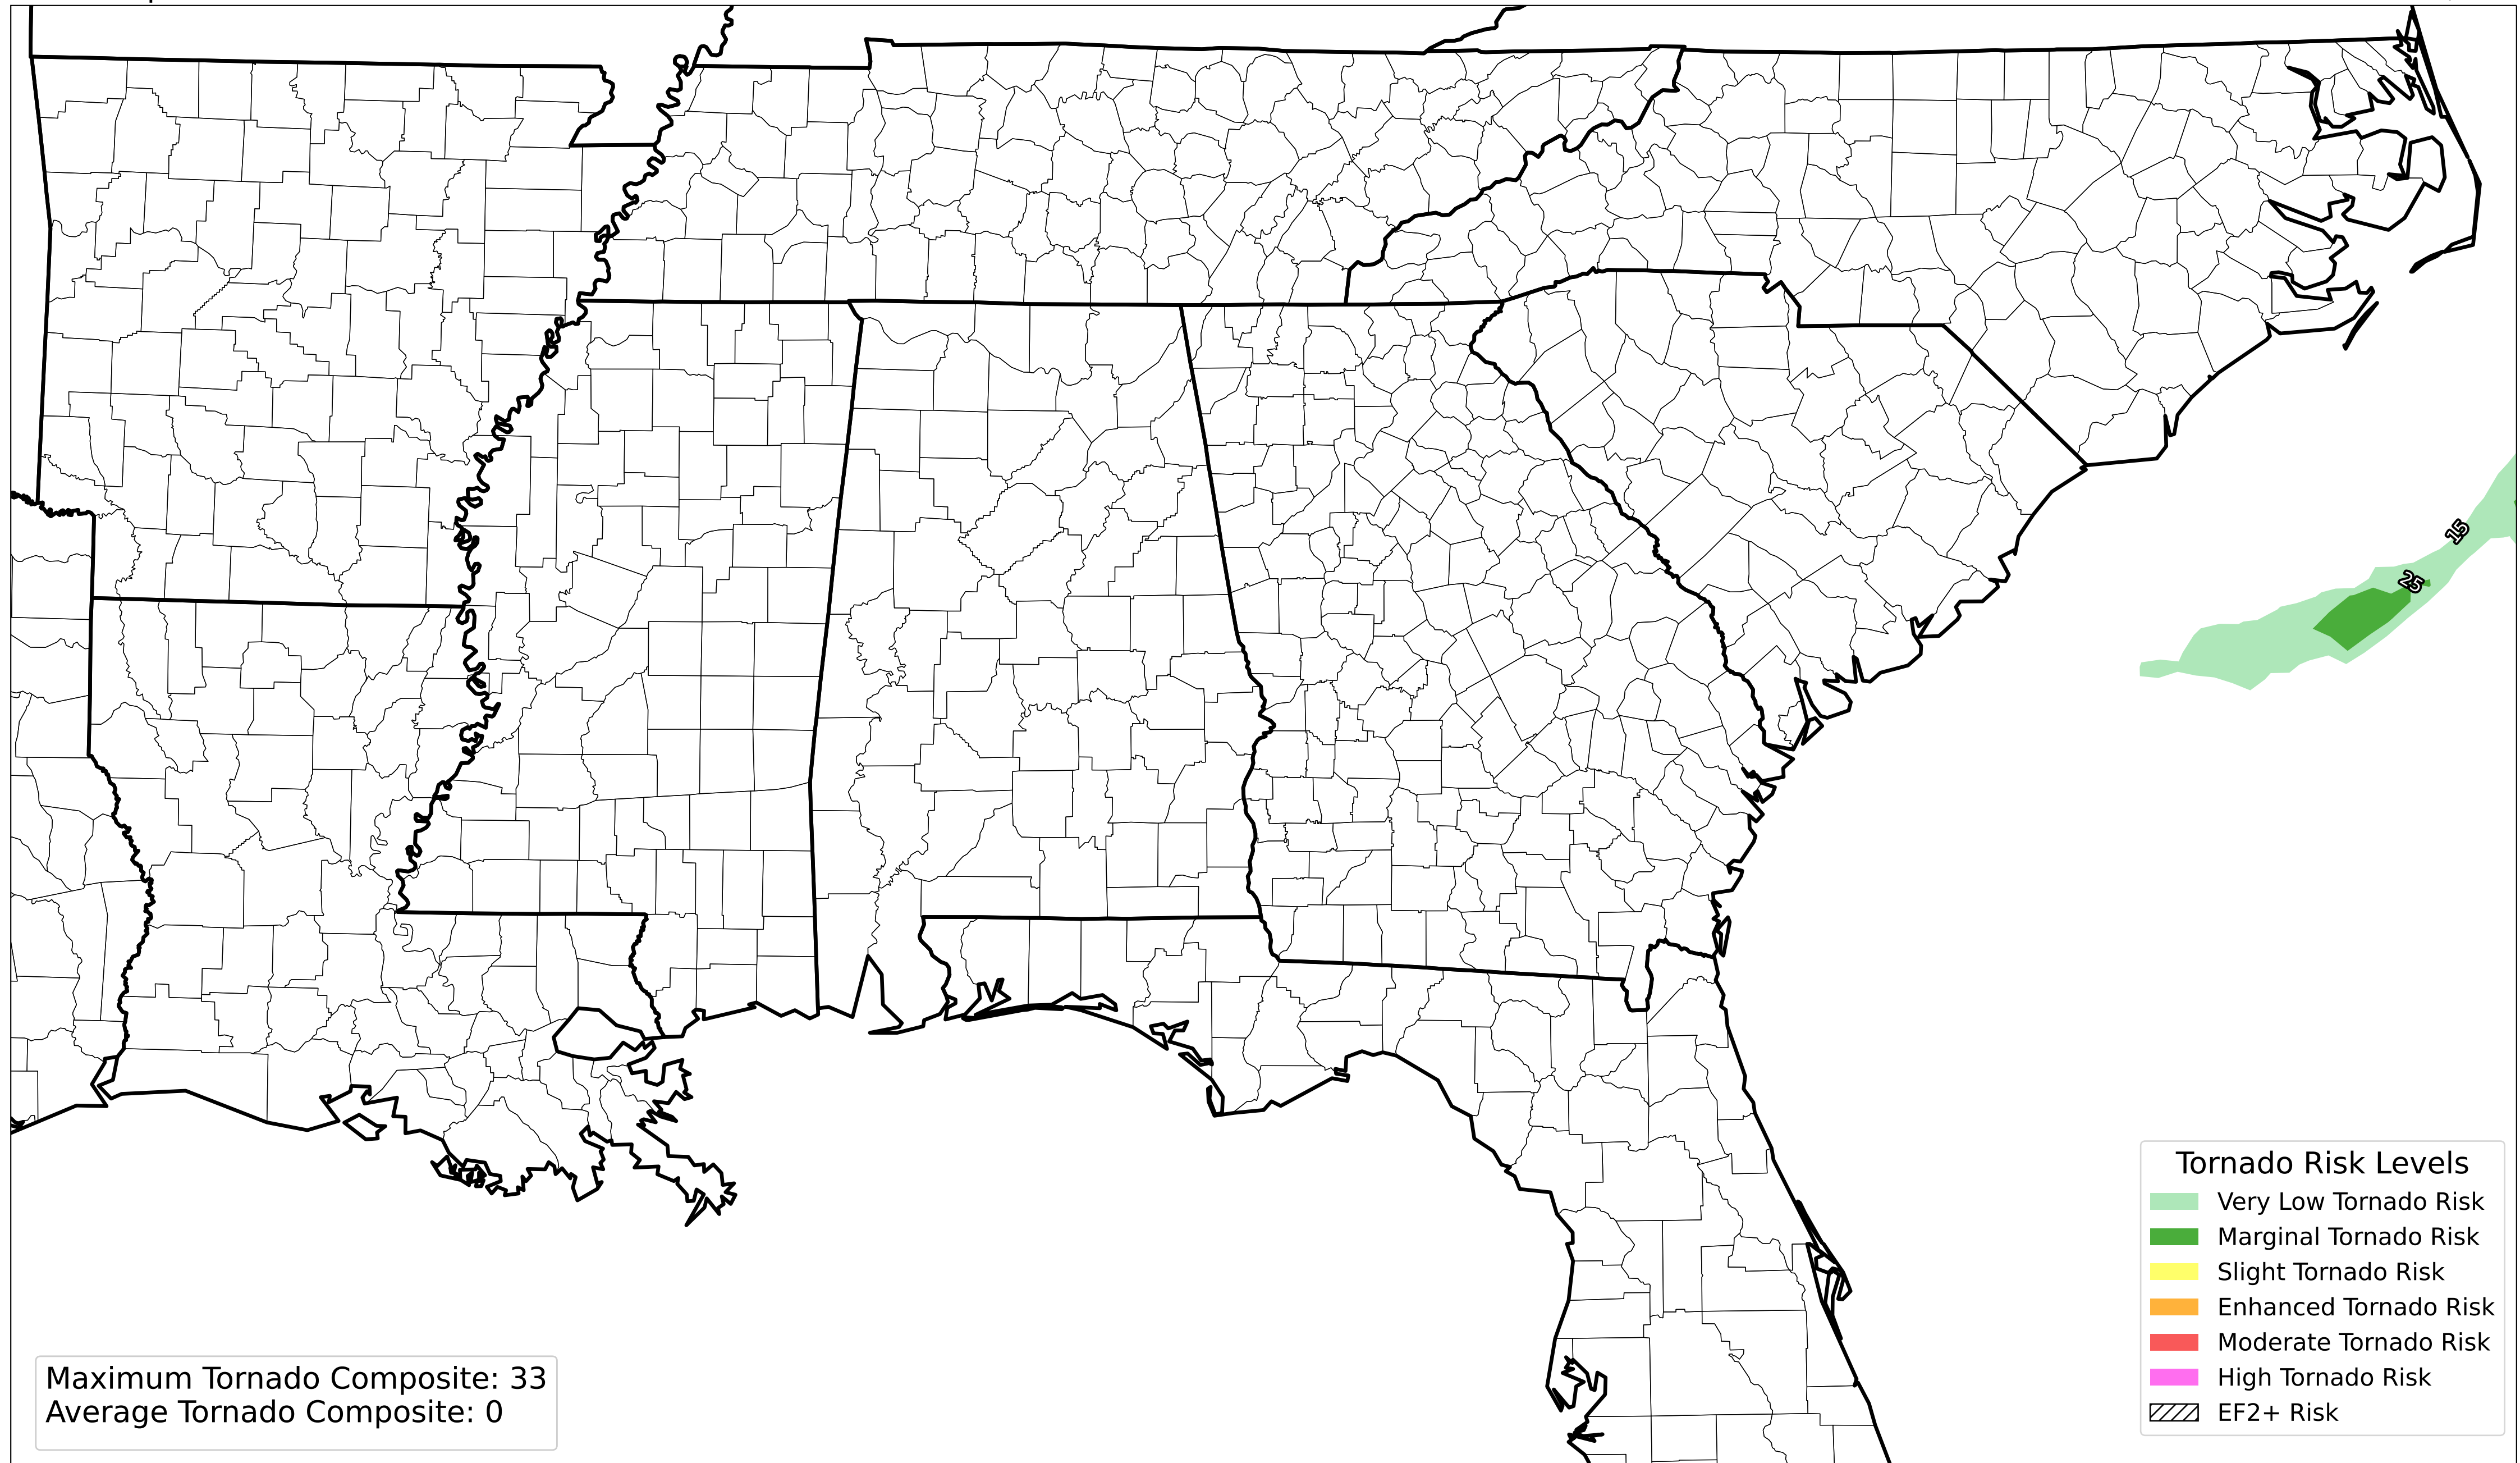 15
25
Tornado Risk Levels
Very Low Tornado Risk
Marginal Tornado Risk
Slight Tornado Risk
Enhanced Tornado Risk
Moderate Tornado Risk
High Tornado Risk
EF2+ Risk
Maximum Tornado Composite: 33
Average Tornado Composite: 0